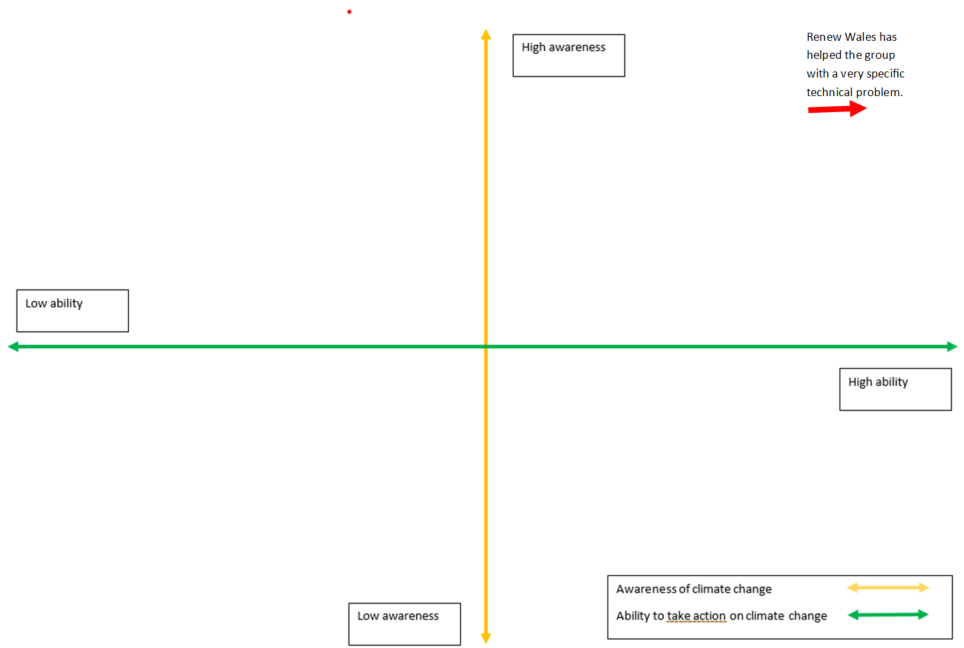 High awareness
Renew Wales has
helped the group
with a very specific
technical problem.
Low ability
High ability
Awareness of climate change
Ability to take action on climate change
Low awareness